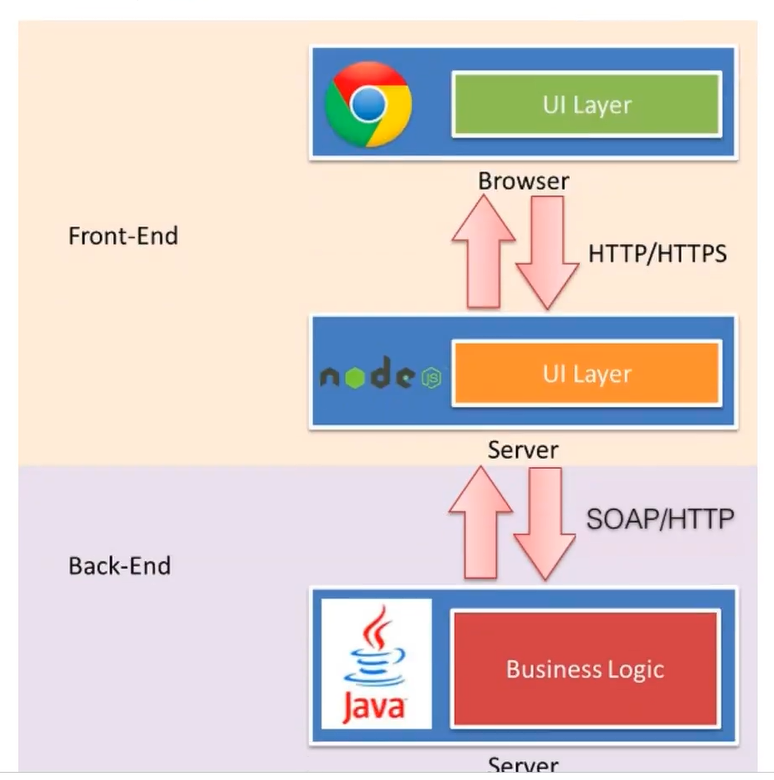 UI Layer
Browser
Front-End
HTTP/HTTPS
node JS
UI Layer
Server
SOAP/HTTP
Back-End
Business Logic
Java
Server